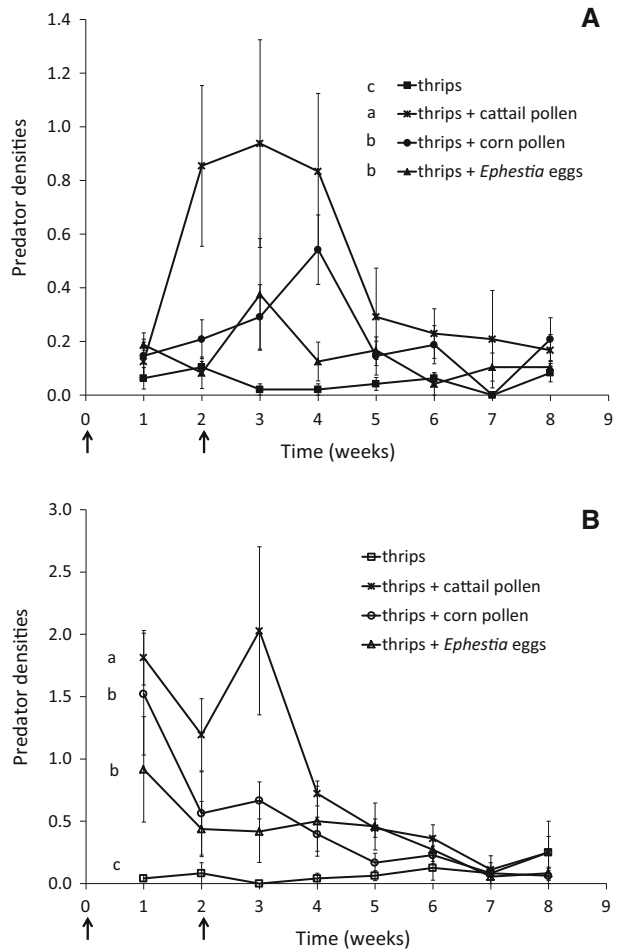 A
1.4
1.2
1.0
0.8
0.6
0.4
0.2
0.0
Predator densities
c thrips
a thrips + cattail pollen
b thrips + corn pollen
b thrips + Ephestia eggs
0 1 2 3 4 5 6 7 8 9
Time (weeks)
B
3.0
2.5
2.0
1.5
1.0
0.5
0.0
Predator densities
thrips
thrips + cattail pollen
thrips + corn pollen
thrips + Ephestia eggs
a
b
b
c
0 1 2 3 4 5 6 7 8 9
Time (weeks)